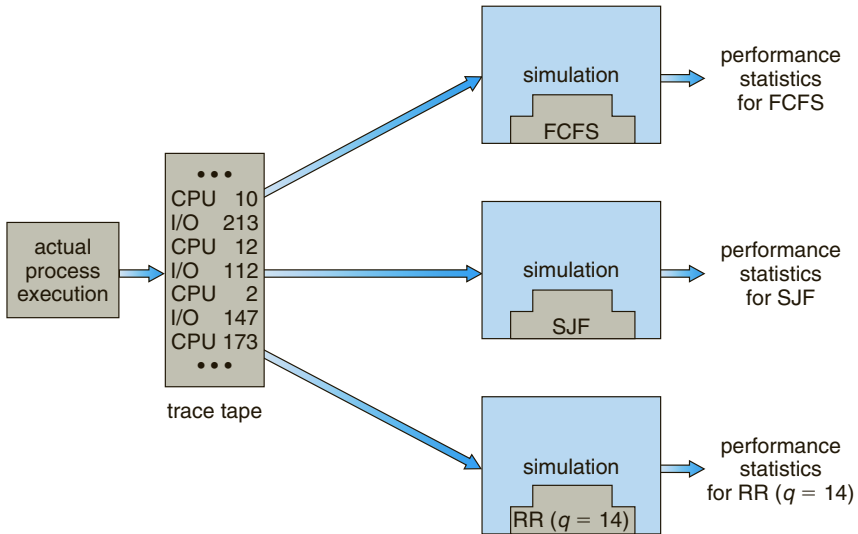 actual
process
execution
•••
CPU 10
I/O 213
CPU 12
I/O 112
CPU 2
I/O 147
CPU 173
•••
trace tape
simulation
FCFS
performance
statistics
for FCFS
simulation
SJF
performance
statistics
for SJF
simulation
RR (q = 14)
performance
statistics
for RR (q = 14)